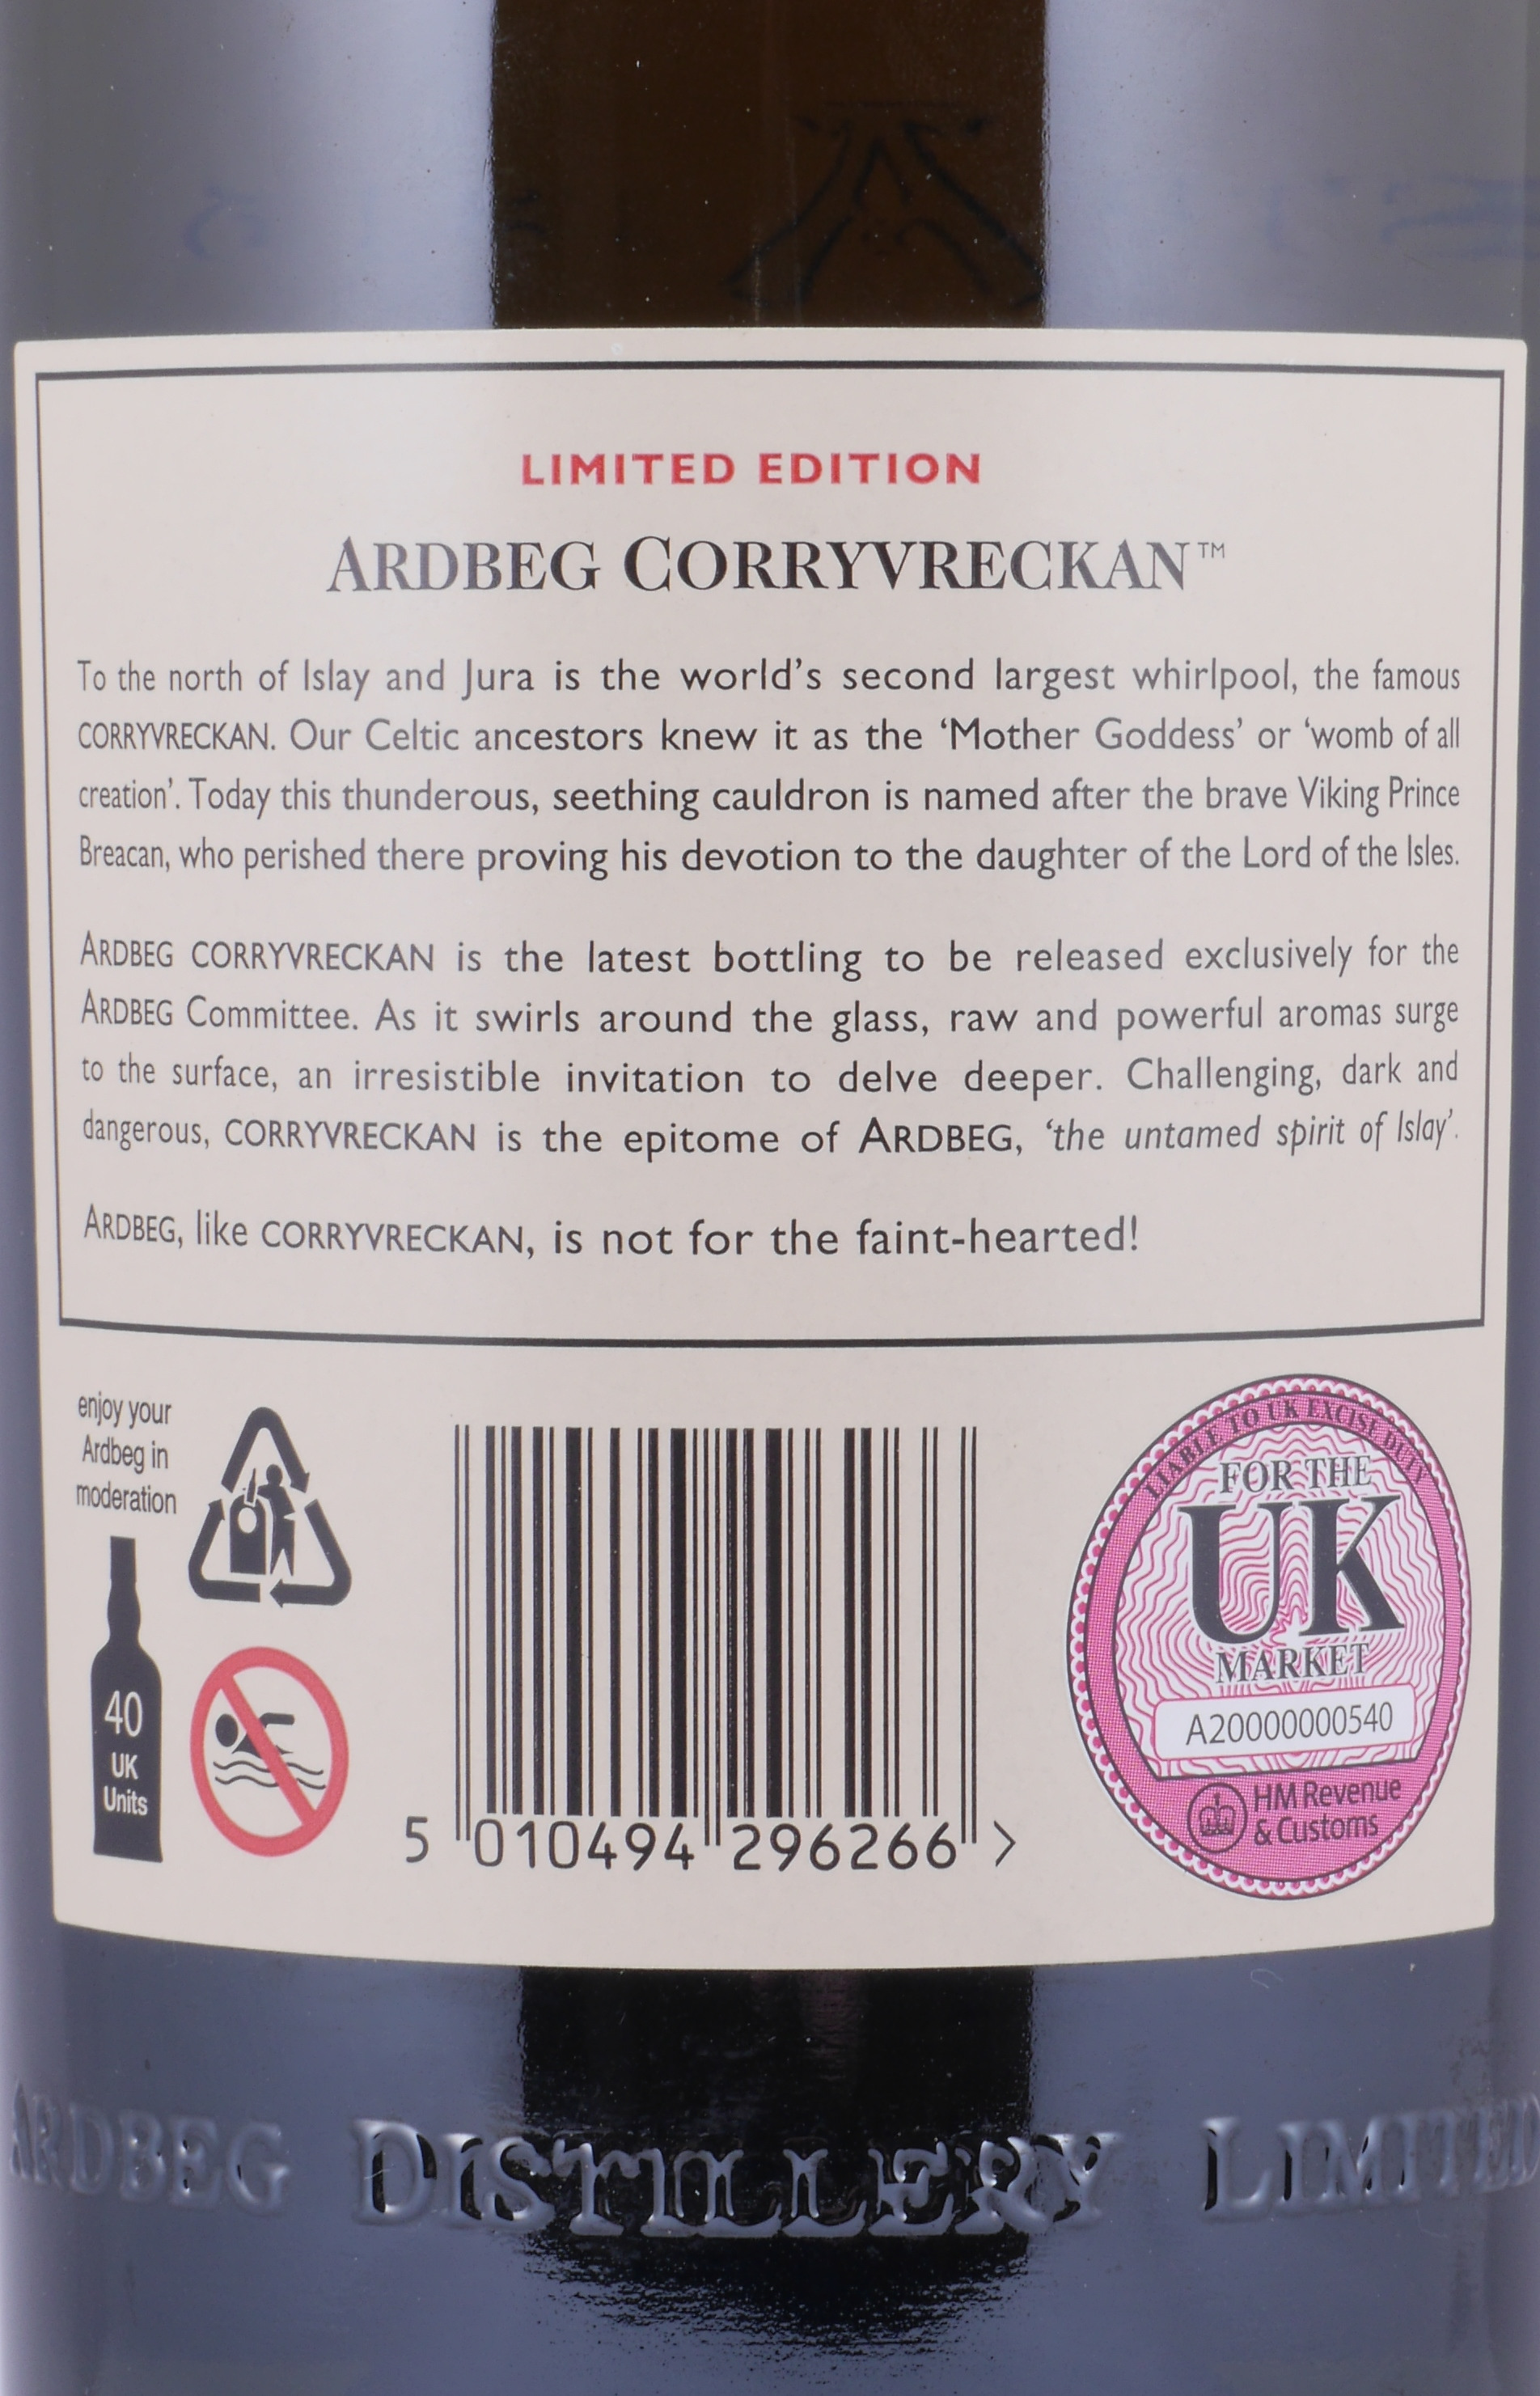 LIMITED EDITION
ARDBEG CORRYVRECKAN™
To the north of Islay and Jura is the world’s second largest whirlpool, the famous
CORRYVRECKAN. Our Celtic ancestors knew it as the ‘Mother Goddess’ or ‘womb of all
creation’. Today this thunderous, seething cauldron is named after the brave Viking Prince
Breacan, who perished there proving his devotion to the daughter of the Lord of the Isles.
ARDBEG CORRYVRECKAN is the latest bottling to be released exclusively for the
ARDBEG Committee. As it swirls around the glass, raw and powerful aromas surge
to the surface, an irresistible invitation to delve deeper. Challenging, dark and
dangerous, CORRYVRECKAN is the epitome of ARDBEG, ‘the untamed spirit of Islay’.
ARDBEG, like CORRYVRECKAN, is not for the faint-hearted!
enjoy your
Ardbeg in
moderation
40
UK
Units
5 010494 296266 >
LIABLE TO UK EXCISE DUTY
FOR THE
UK
MARKET
A20000000540
HM Revenue
& Customs
ARDBEG DISTILLERY LIMITED